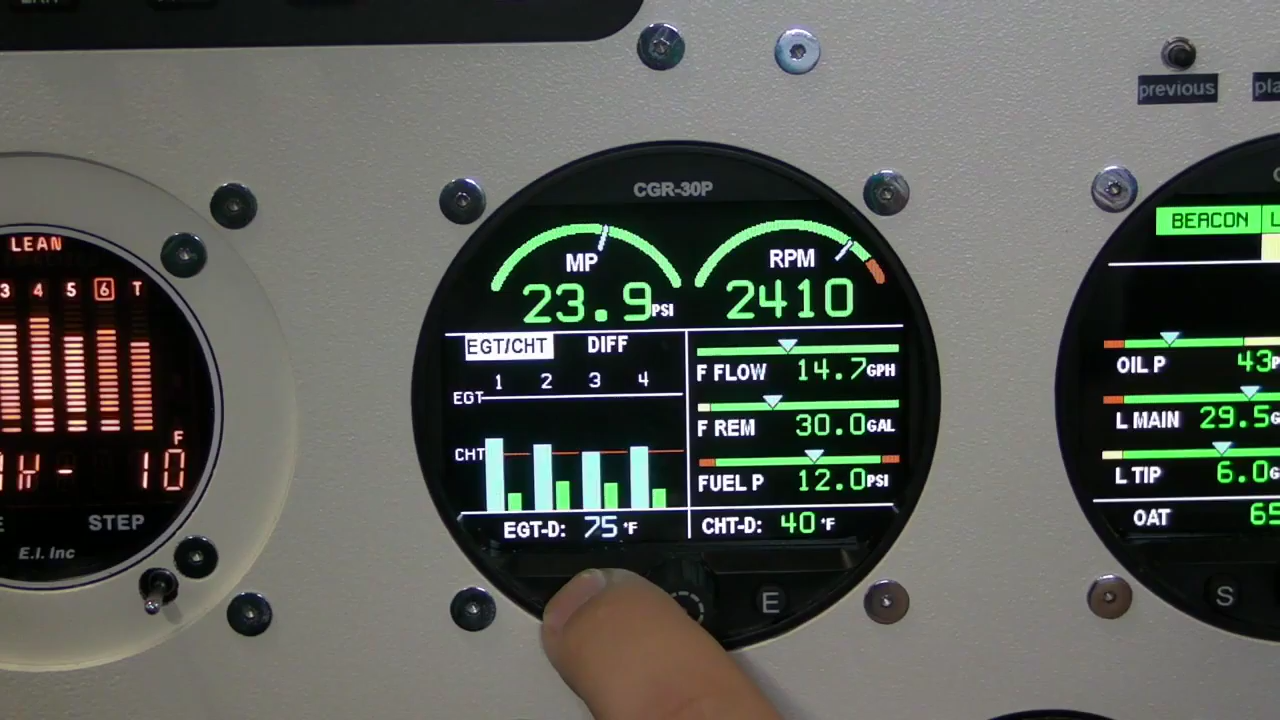 previous
CGR-30P
LEAN
3 4 5 6 T
F
10
STEP
E.I. Inc
MP
23.9 PSI
RPM
2410
EGT/CHT DIFF
1 2 3 4
EGT
CHT
EGT-D: 75 °F
F FLOW 14.7 GPH
F REM 30.0 GAL
FUEL P 12.0 PSI
CHT-D: 40 °F
E
BEACON
OIL P 43
L MAIN 29.5
L TIP 6.0
OAT 65
S